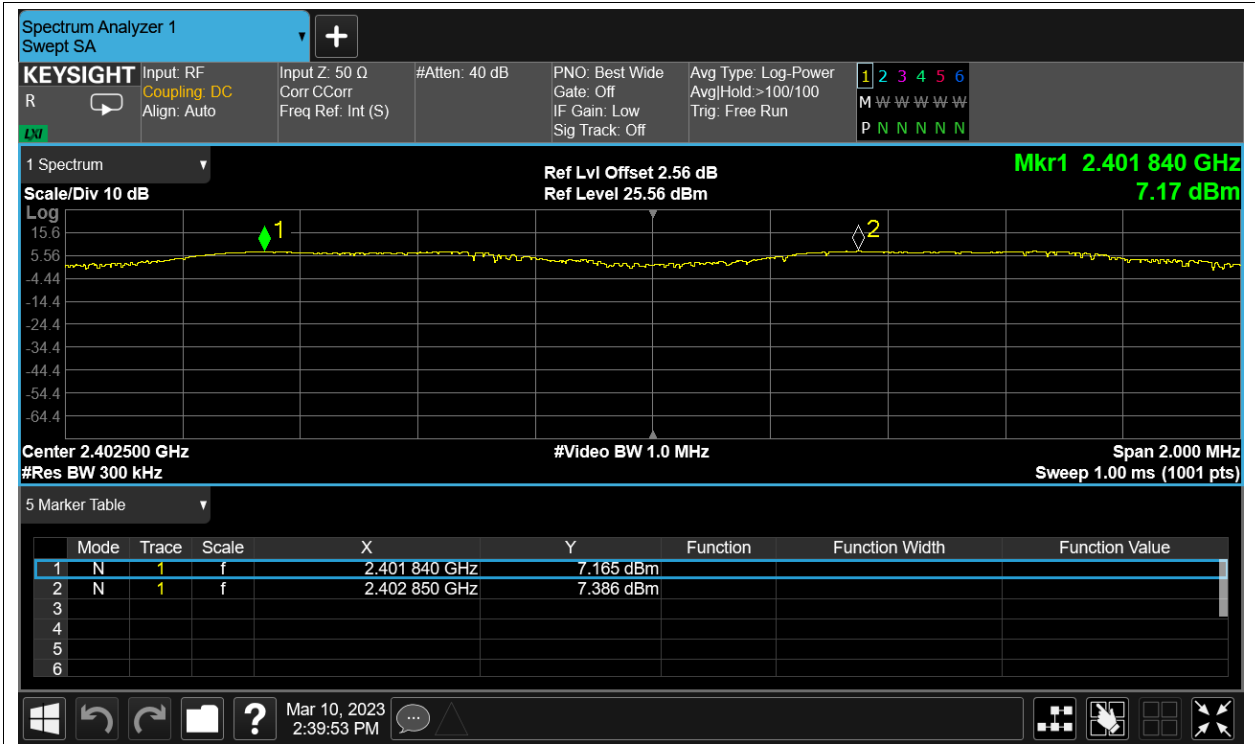 Spectrum Analyzer 1
Swept SA
KEYSIGHT
R
LXI
Input: RF
Coupling: DC
Align: Auto
Input Z: 50 Ω
Corr CCorr
Freq Ref: Int (S)
#Atten: 40 dB
PNO: Best Wide
Gate: Off
IF Gain: Low
Sig Track: Off
Avg Type: Log-Power
Avg|Hold:>100/100
Trig: Free Run
1 2 3 4 5 6
M W W W W W
P N N N N N
1 Spectrum
Scale/Div 10 dB
Ref Lvl Offset 2.56 dB
Ref Level 25.56 dBm
Mkr1 2.401 840 GHz
7.17 dBm
Log
15.6
5.56
-4.44
-14.4
-24.4
-34.4
-44.4
-54.4
-64.4
1
2
Center 2.402500 GHz
#Video BW 1.0 MHz
Span 2.000 MHz
#Res BW 300 kHz
Sweep 1.00 ms (1001 pts)
5 Marker Table
Mode Trace Scale X Y Function Function Width Function Value
1 N 1 f 2.401 840 GHz 7.165 dBm
2 N 1 f 2.402 850 GHz 7.386 dBm
3
4
5
6
?
Mar 10, 2023
2:39:53 PM